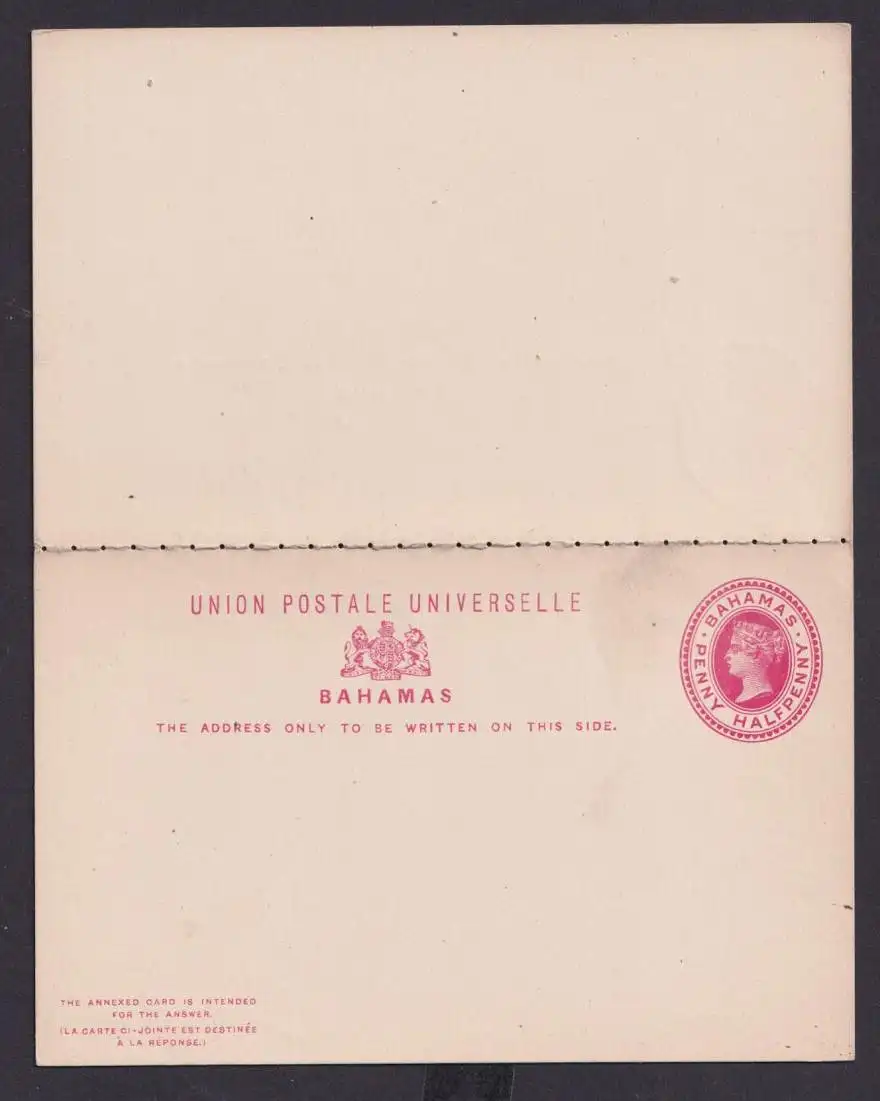 UNION POSTALE UNIVERSELLE
BAHAMAS
THE ADDRESS ONLY TO BE WRITTEN ON THIS SIDE.
BAHAMAS
PENNY HALFPENNY
THE ANNEXED CARD IS INTENDED
FOR THE ANSWER.
(LA CARTE CI-JOINTE EST DESTINÉE
À LA RÉPONSE.)